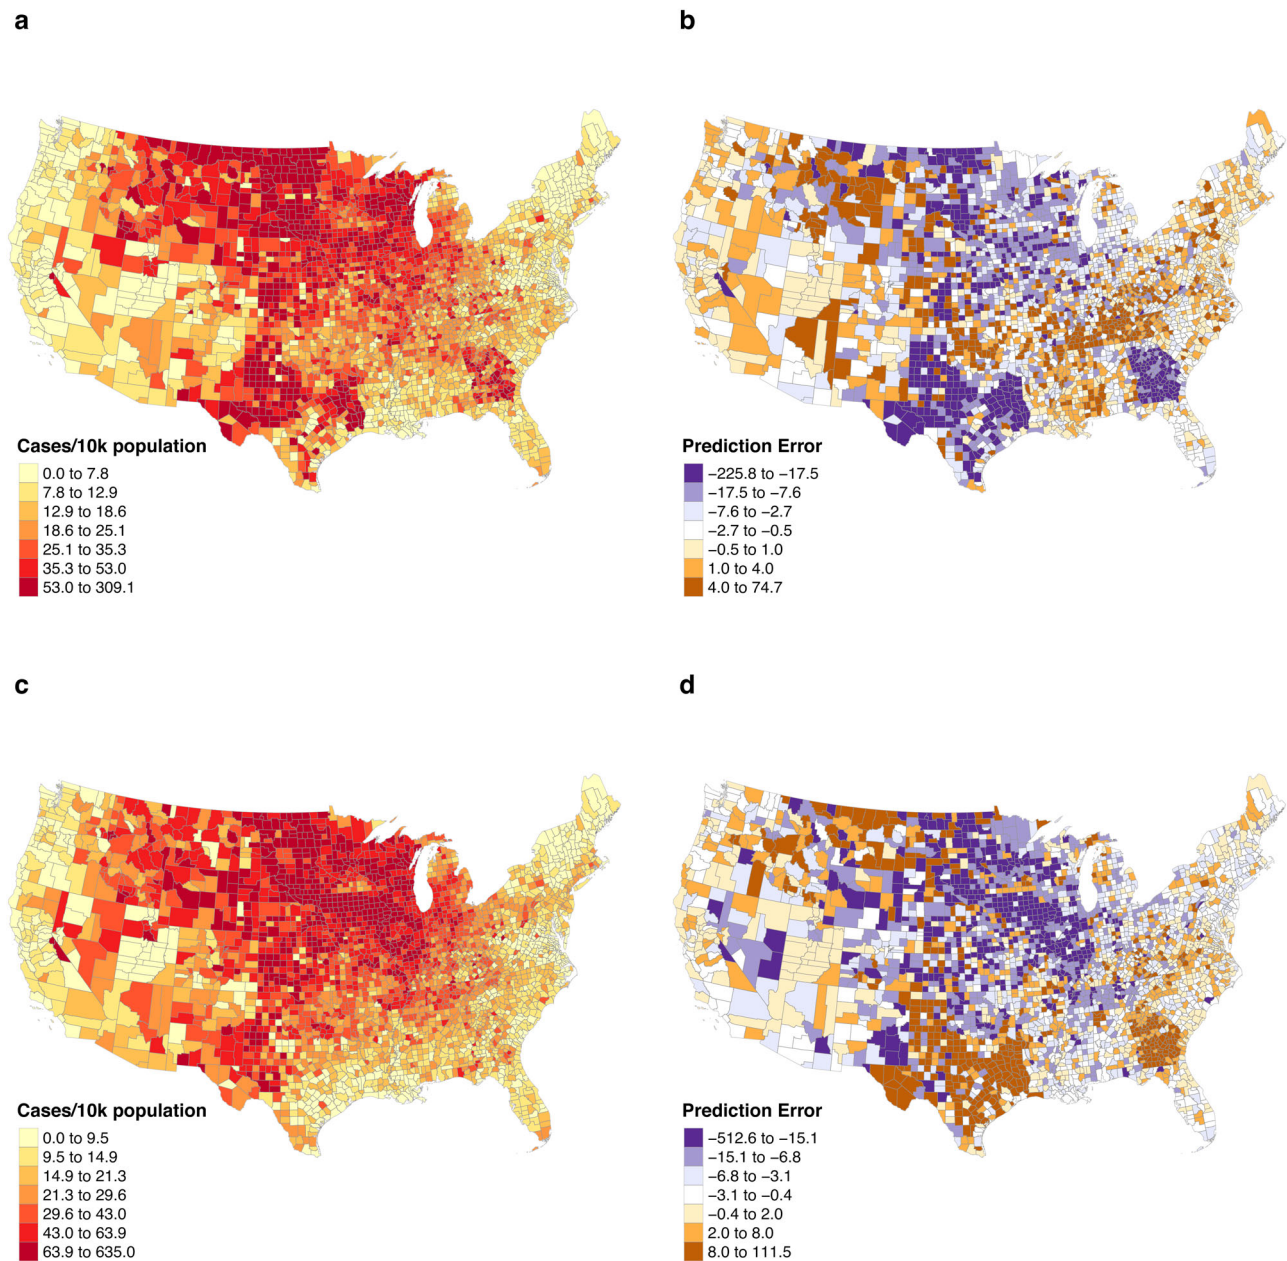 a
b
Cases/10k population
0.0 to 7.8
7.8 to 12.9
12.9 to 18.6
18.6 to 25.1
25.1 to 35.3
35.3 to 53.0
53.0 to 309.1
Prediction Error
−225.8 to −17.5
−17.5 to −7.6
−7.6 to −2.7
−2.7 to −0.5
−0.5 to 1.0
1.0 to 4.0
4.0 to 74.7
c
d
Cases/10k population
0.0 to 9.5
9.5 to 14.9
14.9 to 21.3
21.3 to 29.6
29.6 to 43.0
43.0 to 63.9
63.9 to 635.0
Prediction Error
−512.6 to −15.1
−15.1 to −6.8
−6.8 to −3.1
−3.1 to −0.4
−0.4 to 2.0
2.0 to 8.0
8.0 to 111.5